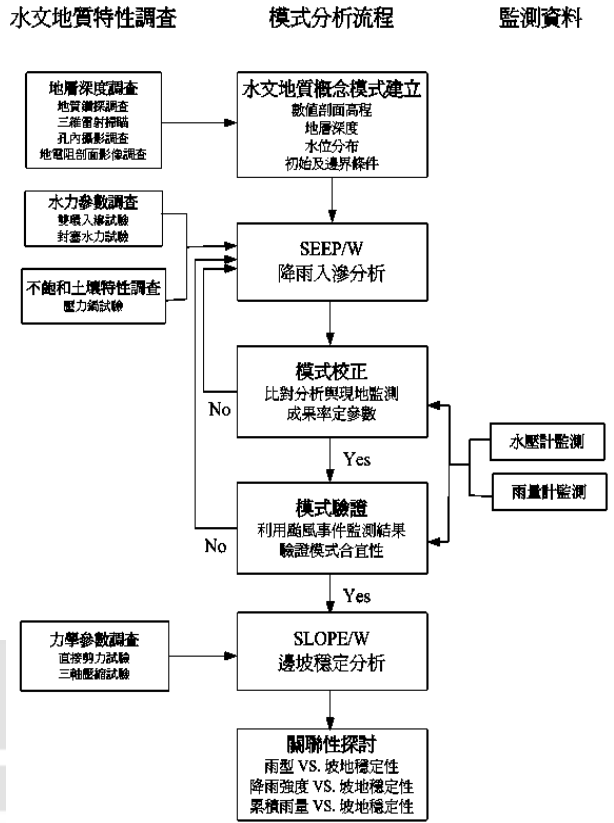 水文地質特性調查
模式分析流程
監測資料
地層深度調查
地質鑽探調查
三維雷射掃瞄
孔內攝影調查
地電阻剖面影像調查
水文地質概念模式建立
數值剖面高程
地層深度
水位分布
初始及邊界條件
水力參數調查
雙環入滲試驗
封塞水力試驗
不飽和土壤特性調查
壓力鍋試驗
SEEP/W
降雨入滲分析
模式校正
比對分析與現地監測
成果率定參數
No
Yes
水壓計監測
雨量計監測
模式驗證
利用颱風事件監測結果
驗證模式合宜性
No
Yes
力學參數調查
直接剪力試驗
三軸壓縮試驗
SLOPE/W
邊坡穩定分析
關聯性探討
雨型 VS. 坡地穩定性
降雨強度 VS. 坡地穩定性
累積雨量 VS. 坡地穩定性